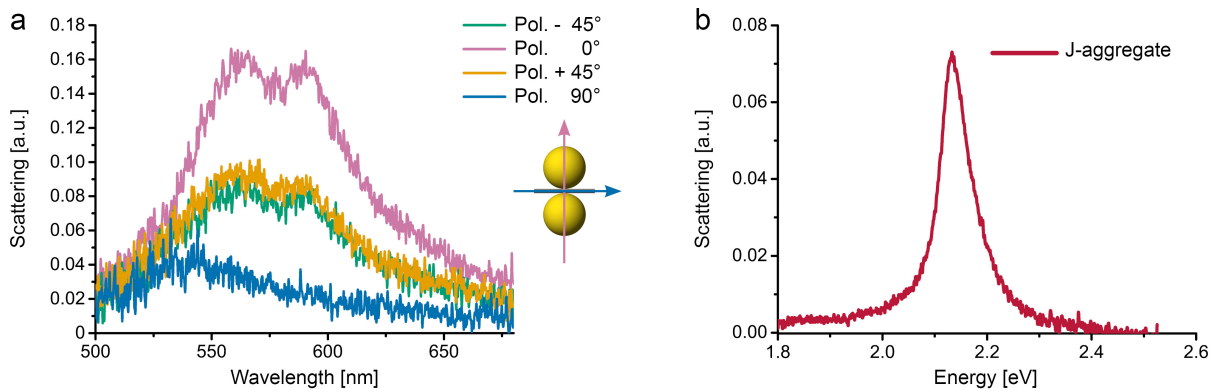 a
Pol. - 45°
Pol. 0°
Pol. + 45°
Pol. 90°
0.18
0.16
0.14
0.12
0.10
0.08
0.06
0.04
0.02
0
Scattering [a.u.]
500
550
600
650
Wavelength [nm]
b
J-aggregate
0.08
0.06
0.04
0.02
0.00
Scattering [a.u.]
1.8
2.0
2.2
2.4
2.6
Energy [eV]